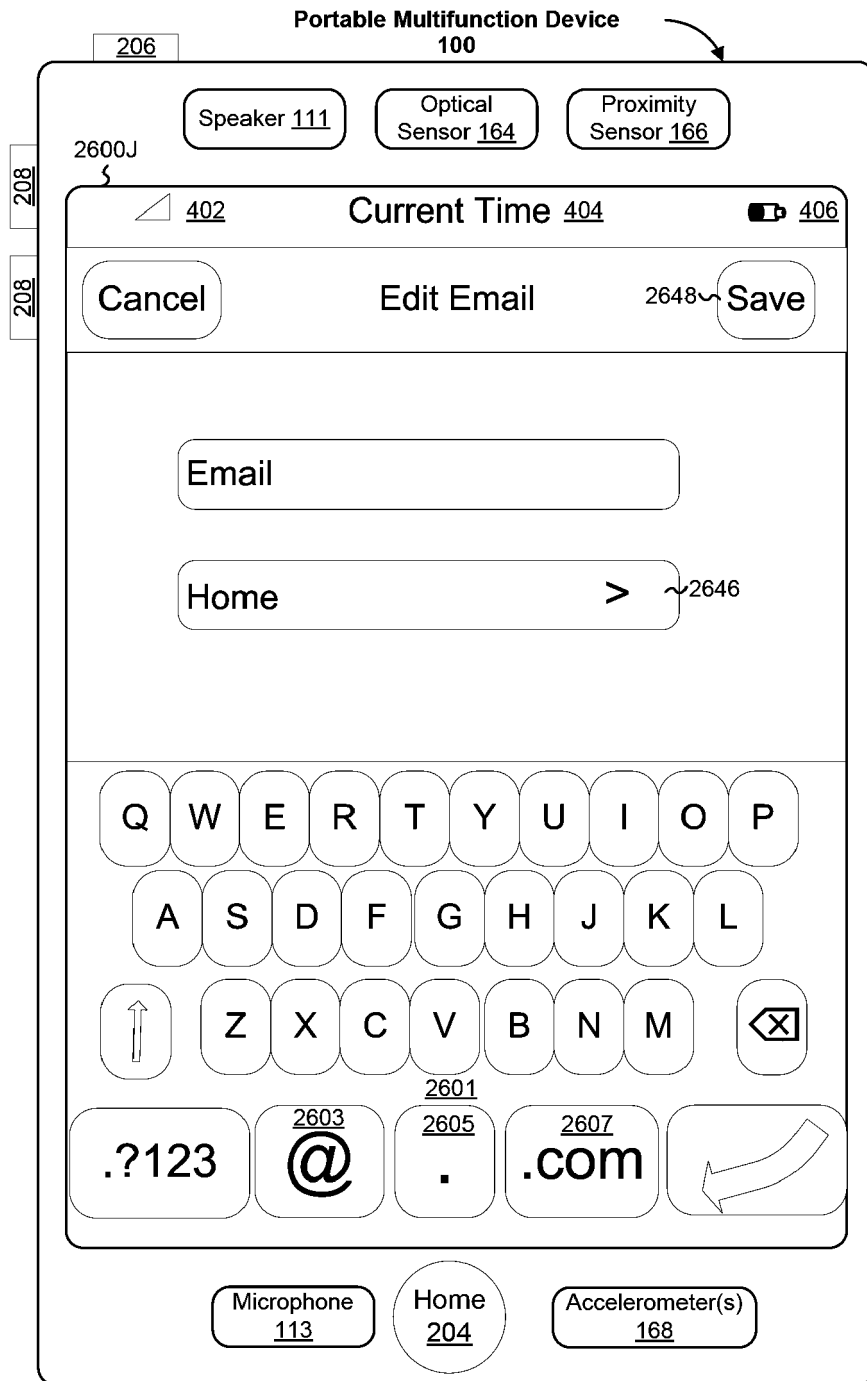 Portable Multifunction Device
100
206
Speaker 111
Optical
Sensor 164
Proximity
Sensor 166
2600J
208
402
Current Time 404
406
208
Cancel
Edit Email
2648
Save
Email
Home
>
2646
Q W E R T Y U I O P
A S D F G H J K L
Z X C V B N M
2601
.?123
2603
@
2605
.
2607
.com
Microphone
113
Home
204
Accelerometer(s)
168